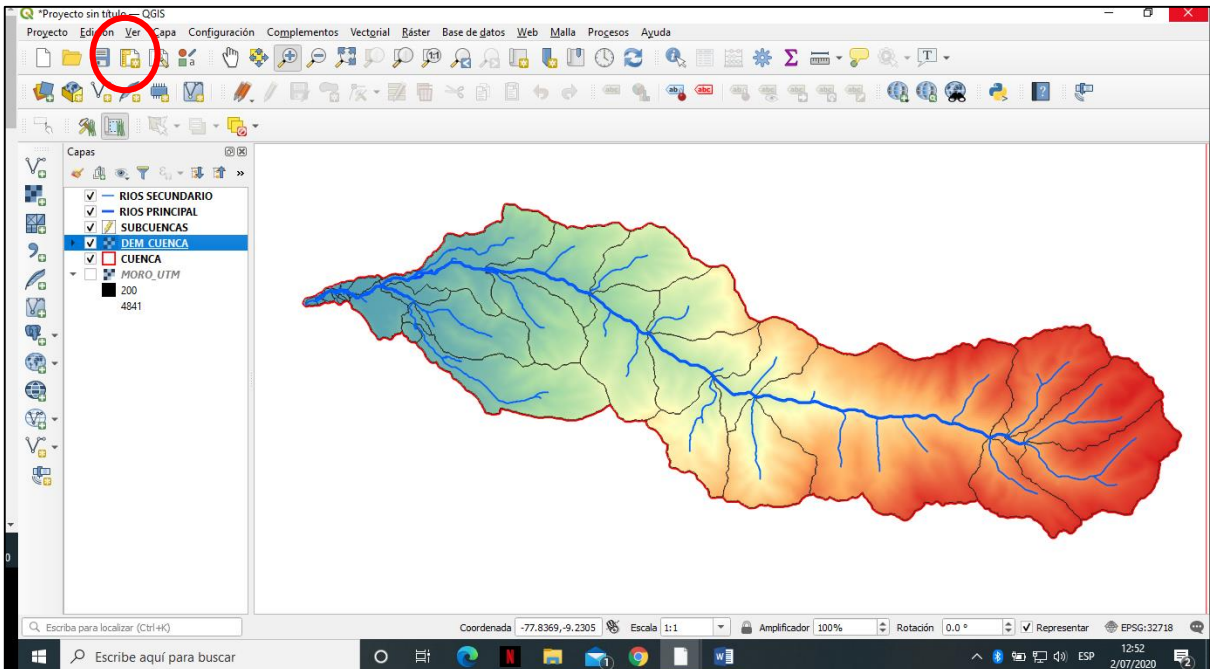 *Proyecto sin título — QGIS
Proyecto Edición Ver Capa Configuración Complementos Vectorial Ráster Base de datos Web Malla Procesos Ayuda
Capas
RIOS SECUNDARIO
RIOS PRINCIPAL
SUBCUENCAS
DEM_CUENCA
CUENCA
MORO_UTM
200
4841
Escriba para localizar (Ctrl+K)
Coordenada -77.8369,-9.2305 Escala 1:1 Amplificador 100% Rotación 0.0 ° Representar EPSG:32718
Escribe aquí para buscar
ESP
12:52
2/07/2020